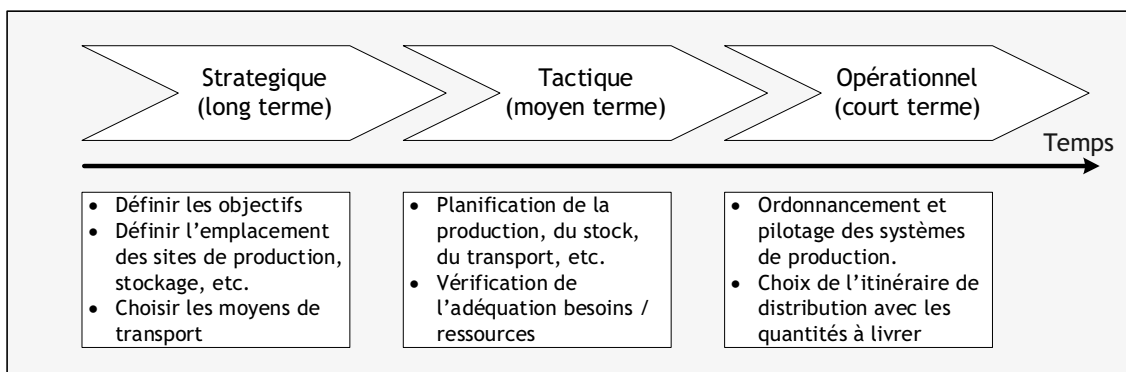 Strategique
(long terme)
Tactique
(moyen terme)
Opérationnel
(court terme)
Temps
• Définir les objectifs
• Définir l'emplacement
des sites de production,
stockage, etc.
• Choisir les moyens de
transport
• Planification de la
production, du stock,
du transport, etc.
• Vérification de
l'adéquation besoins /
ressources
• Ordonnancement et
pilotage des systèmes
de production.
• Choix de l'itinéraire de
distribution avec les
quantités à livrer